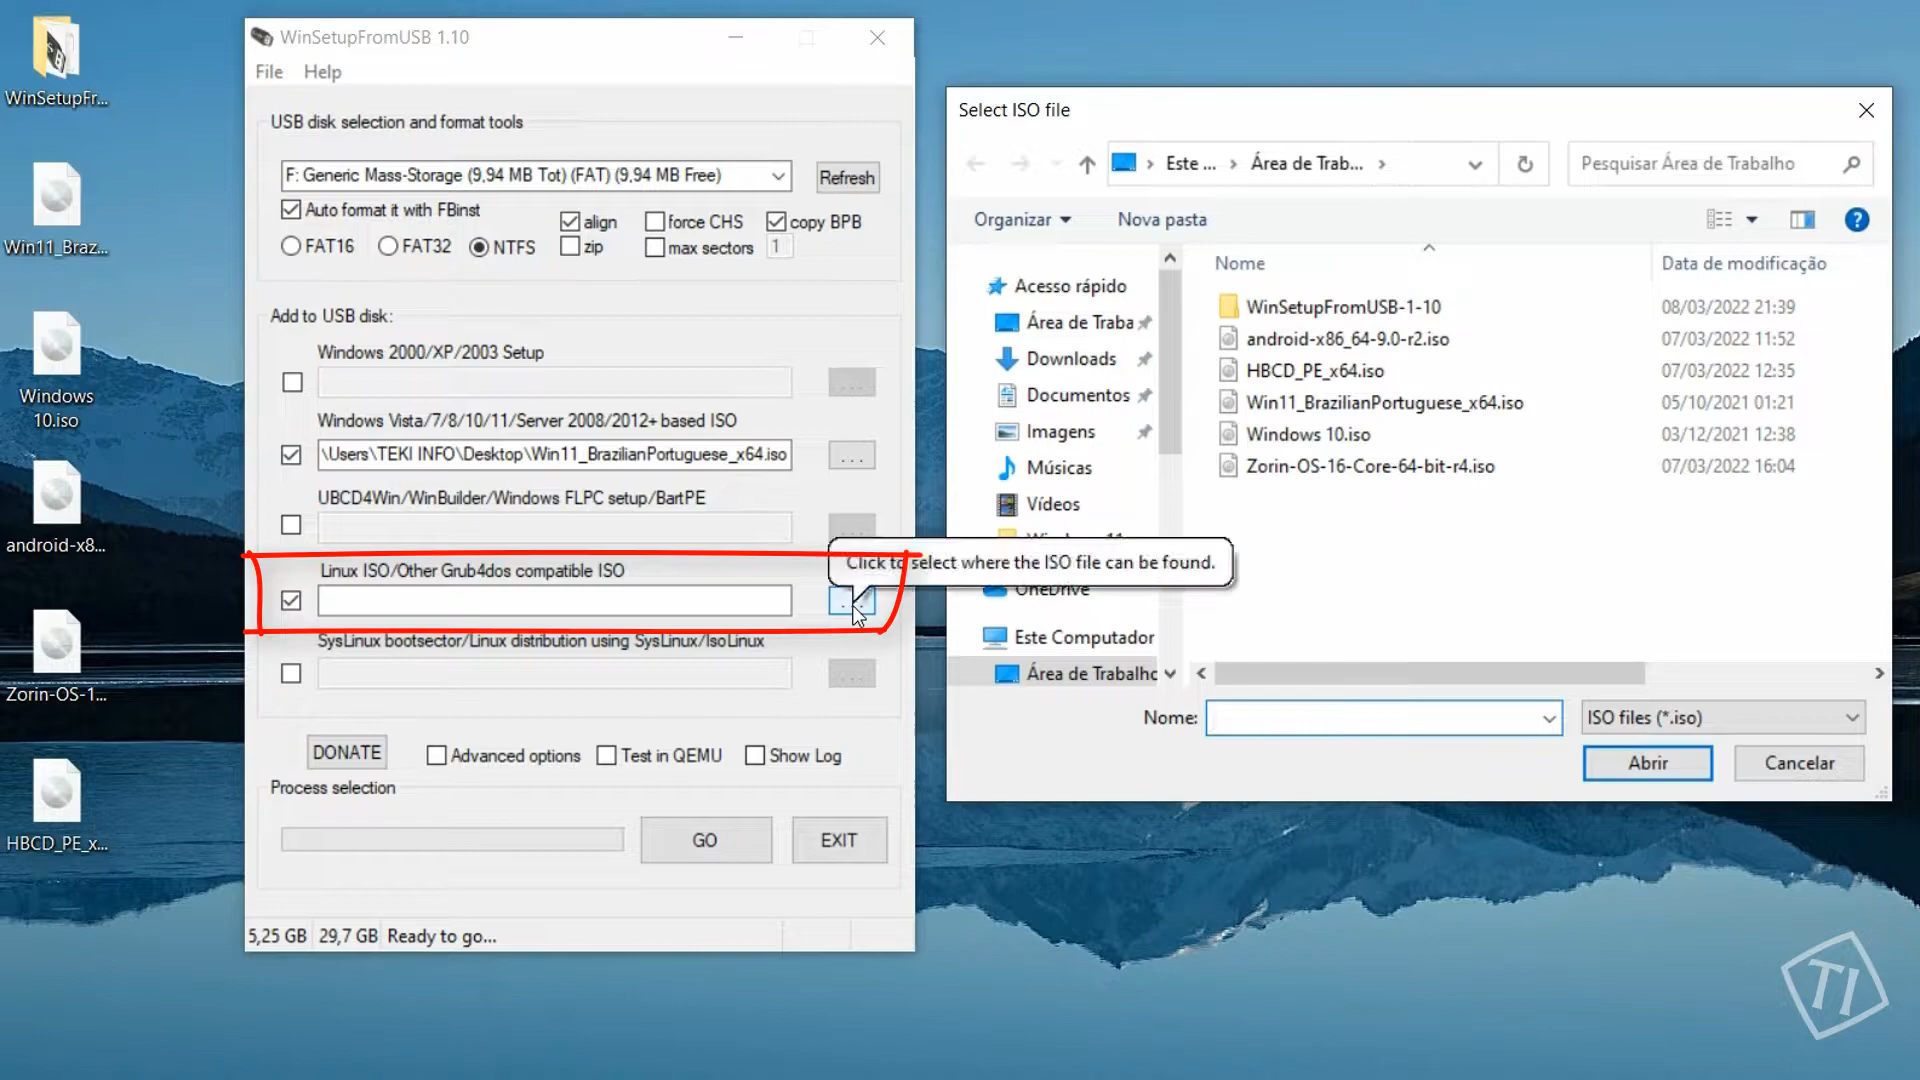 WinSetupFr...
Win11_Braz...
Windows
10.iso
android-x8...
Zorin-OS-1...
HBCD_PE_x...
WinSetupFromUSB 1.10
File Help
USB disk selection and format tools
F: Generic Mass-Storage (9,94 MB Tot) (FAT) (9,94 MB Free)
Refresh
Auto format it with FBinst
align
force CHS
copy BPB
FAT16
FAT32
NTFS
zip
max sectors
1
Add to USB disk:
Windows 2000/XP/2003 Setup
...
Windows Vista/7/8/10/11/Server 2008/2012+ based ISO
\Users\TEKI INFO\Desktop\Win11_BrazilianPortuguese_x64.iso
...
UBCD4Win/WinBuilder/Windows FLPC setup/BartPE
Linux ISO/Other Grub4dos compatible ISO
Click to select where the ISO file can be found.
SysLinux bootsector/Linux distribution using SysLinux/IsoLinux
...
DONATE
Advanced options
Test in QEMU
Show Log
Process selection
GO
EXIT
5,25 GB 29,7 GB Ready to go...
Select ISO file
Este ... › Área de Trab... ›
Pesquisar Área de Trabalho
Organizar
Nova pasta
Acesso rápido
Área de Traba
Downloads
Documentos
Imagens
Músicas
Vídeos
OneDrive
Este Computador
Área de Trabalho
Nome
Data de modificação
WinSetupFromUSB-1-10 08/03/2022 21:39
android-x86_64-9.0-r2.iso 07/03/2022 11:52
HBCD_PE_x64.iso 07/03/2022 12:35
Win11_BrazilianPortuguese_x64.iso 05/10/2021 01:21
Windows 10.iso 03/12/2021 12:38
Zorin-OS-16-Core-64-bit-r4.iso 07/03/2022 16:04
Nome:
ISO files (*.iso)
Abrir
Cancelar
TI